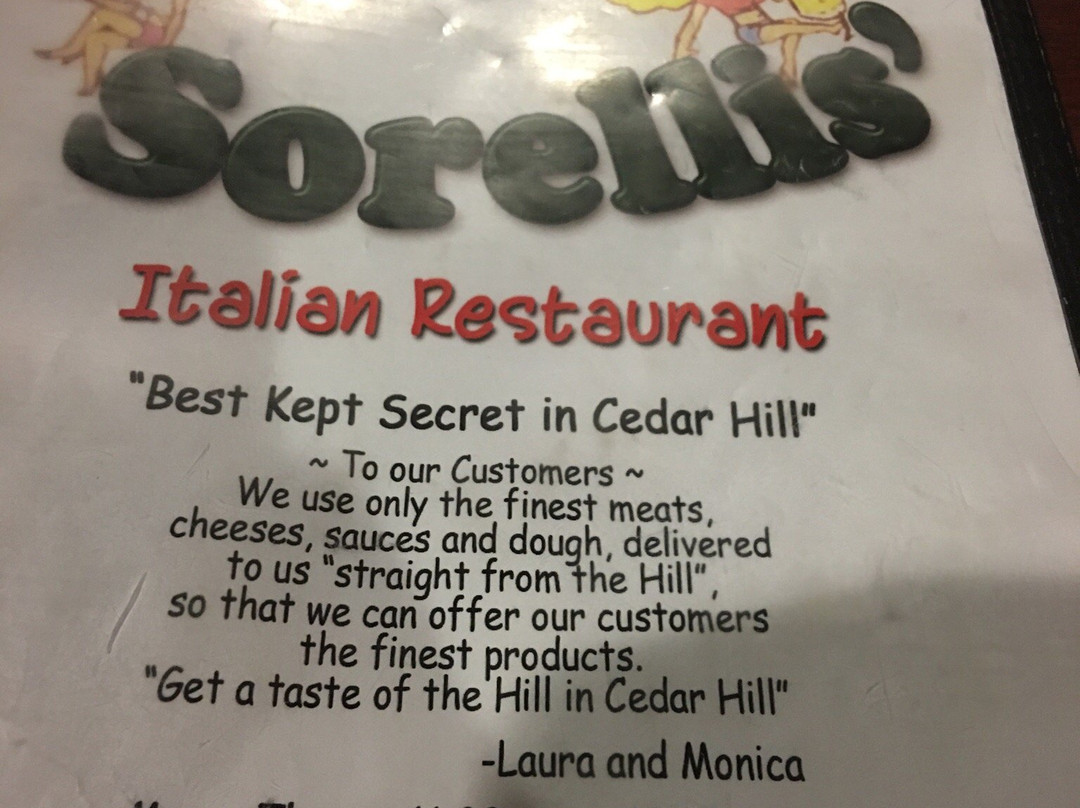 Sorellis'
Italian Restaurant
"Best Kept Secret in Cedar Hill"
~ To our Customers ~
We use only the finest meats,
cheeses, sauces and dough, delivered
to us "straight from the Hill",
so that we can offer our customers
the finest products.
"Get a taste of the Hill in Cedar Hill"
-Laura and Monica